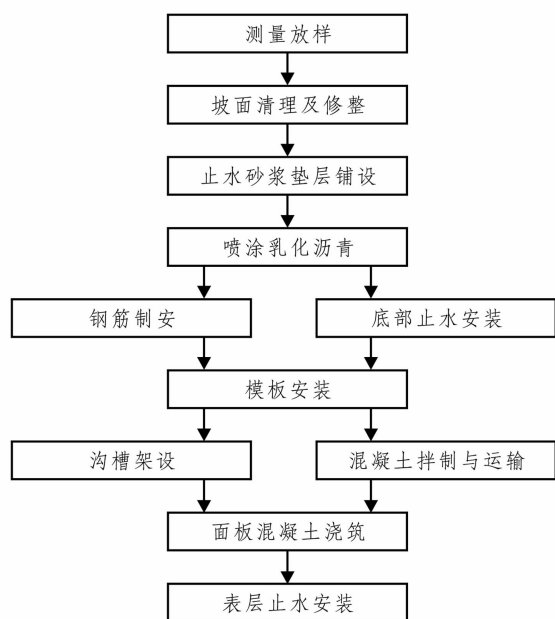 测量放样
坡面清理及修整
止水砂浆垫层铺设
喷涂乳化沥青
钢筋制安
底部止水安装
模板安装
沟槽架设
混凝土拌制与运输
面板混凝土浇筑
表层止水安装